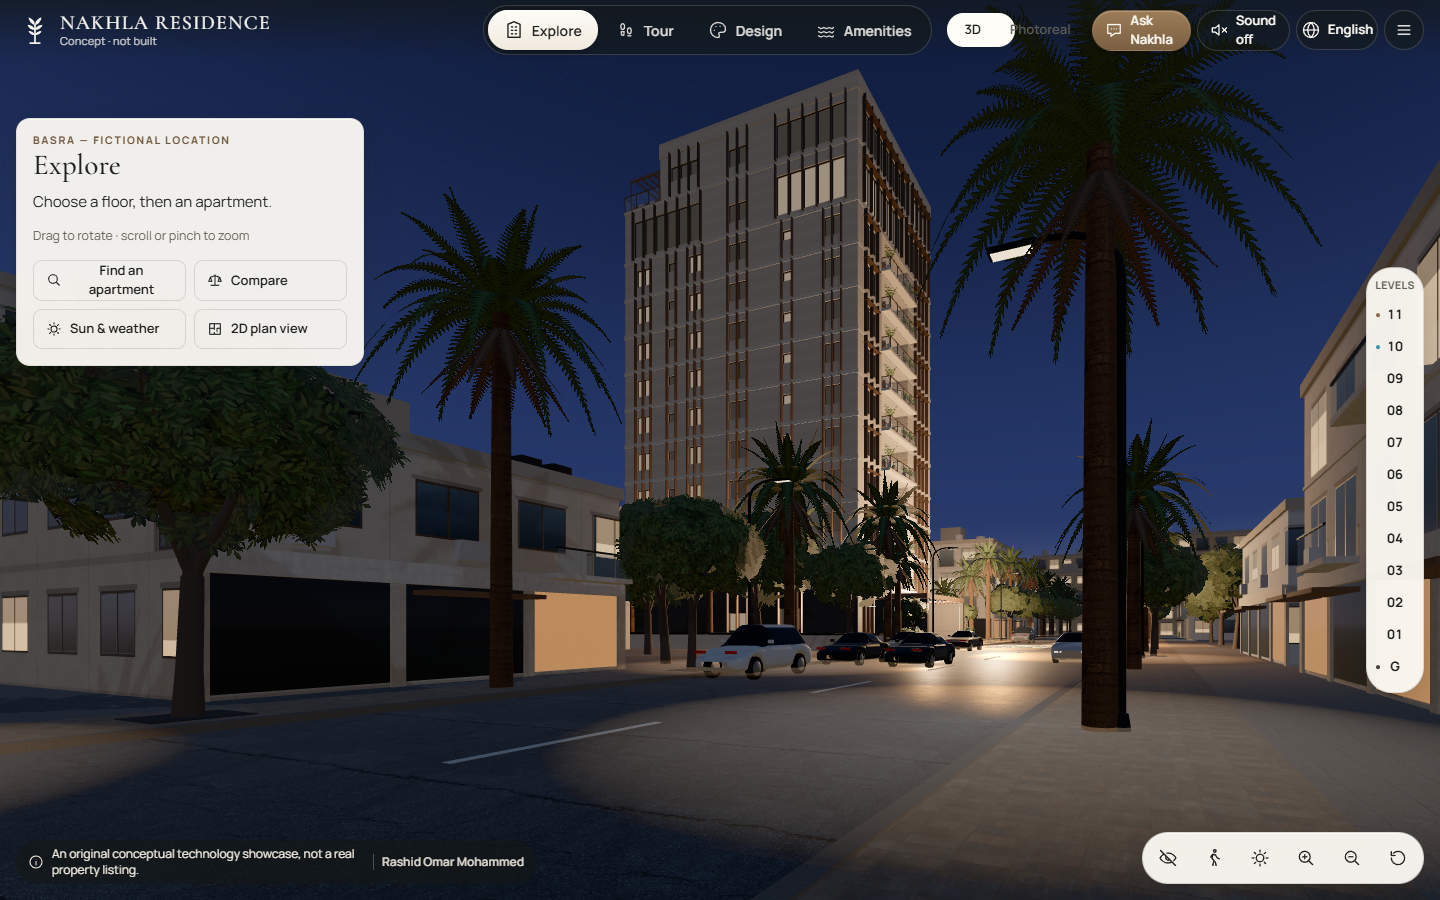 NAKHLA RESIDENCE
Concept · not built
Explore
Tour
Design
Amenities
3D
Photoreal
Ask
Nakhla
Sound
off
English
BASRA — FICTIONAL LOCATION
Explore
Choose a floor, then an apartment.
Drag to rotate · scroll or pinch to zoom
Find an
apartment
Compare
Sun & weather
2D plan view
LEVELS
11
10
09
08
07
06
05
04
03
02
01
G
An original conceptual technology showcase, not a real
property listing.
Rashid Omar Mohammed